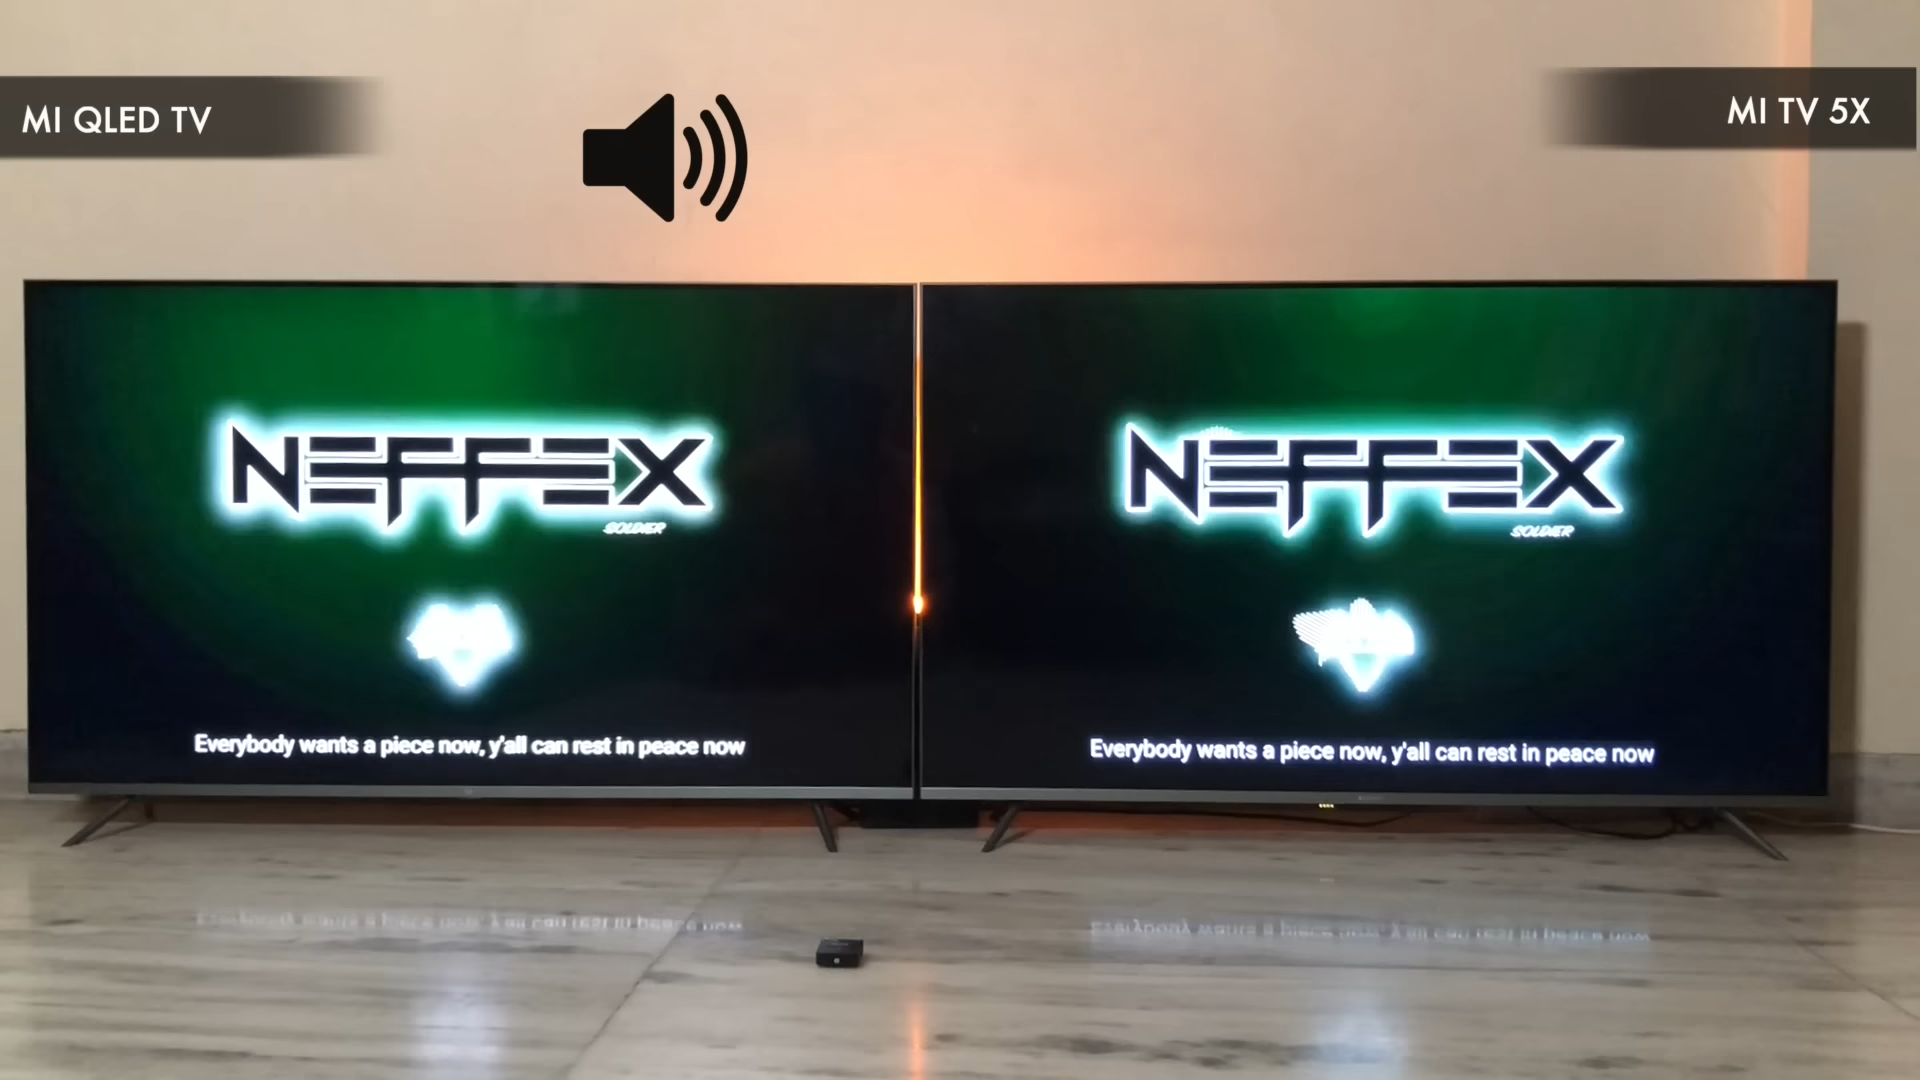 MI QLED TV
MI TV 5X
NEFFEX
SOLDIER
Everybody wants a piece now, y'all can rest in peace now
NEFFEX
SOLDIER
Everybody wants a piece now, y'all can rest in peace now